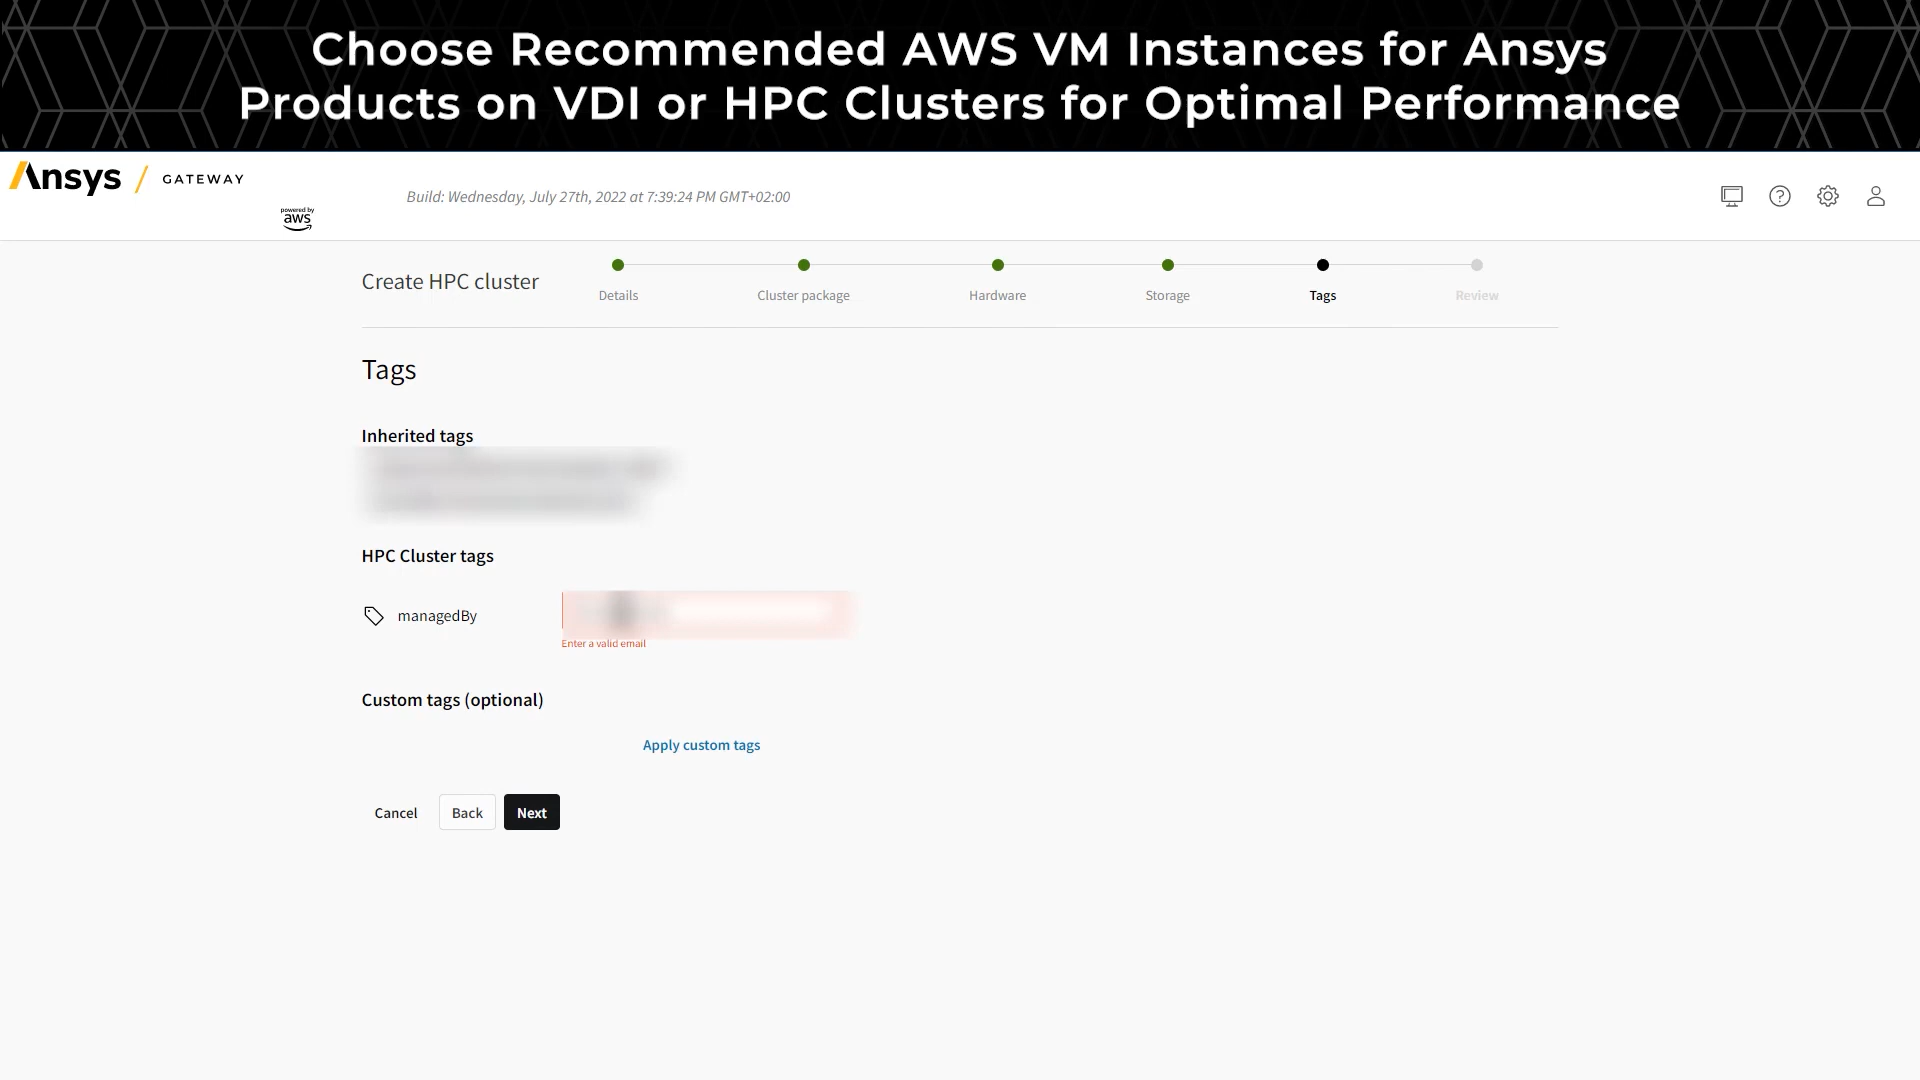 Choose Recommended AWS VM Instances for Ansys
Products on VDI or HPC Clusters for Optimal Performance
Ansys / GATEWAY
powered by
aws
Build: Wednesday, July 27th, 2022 at 7:39:24 PM GMT+02:00
Create HPC cluster
Details
Cluster package
Hardware
Storage
Tags
Review
Tags
Inherited tags
HPC Cluster tags
managedBy
Enter a valid email
Custom tags (optional)
Apply custom tags
Cancel
Back
Next